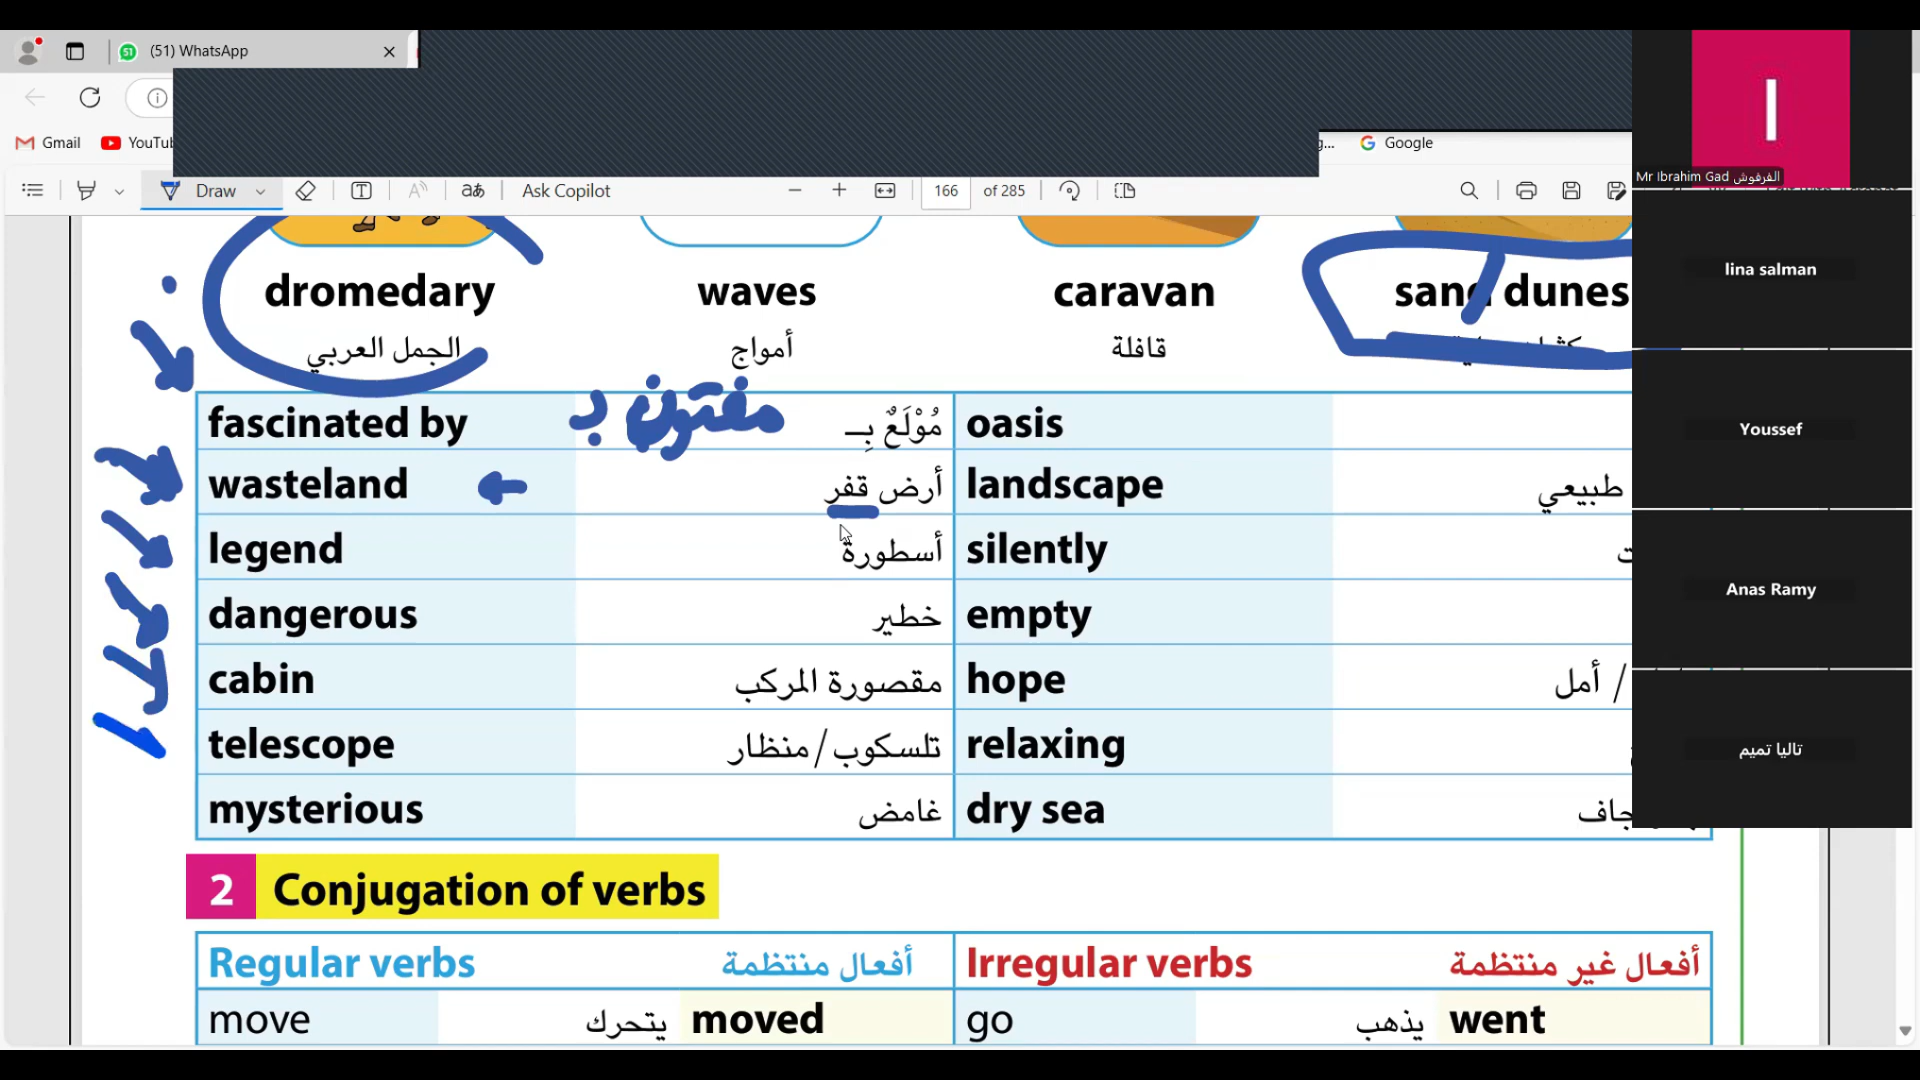 (51) WhatsApp
Gmail YouTub
g... Google
Draw
Ask Copilot
166 of 285
Mr Ibrahim Gad الفرفوش
lina salman
Youssef
Anas Ramy
تاليا تميم
dromedary waves caravan sand dunes
الجمل العربي أمواج قافلة
fascinated by مفتون بـ مُوْلَعٌ بِــ oasis
wasteland أرض قفر landscape طبيعي
legend أسطورة silently
dangerous خطير empty
cabin مقصورة المركب hope / أمل
telescope تلسكوب/منظار relaxing
mysterious غامض dry sea جاف
2 Conjugation of verbs
Regular verbs أفعال منتظمة Irregular verbs أفعال غير منتظمة
move يتحرك moved go يذهب went